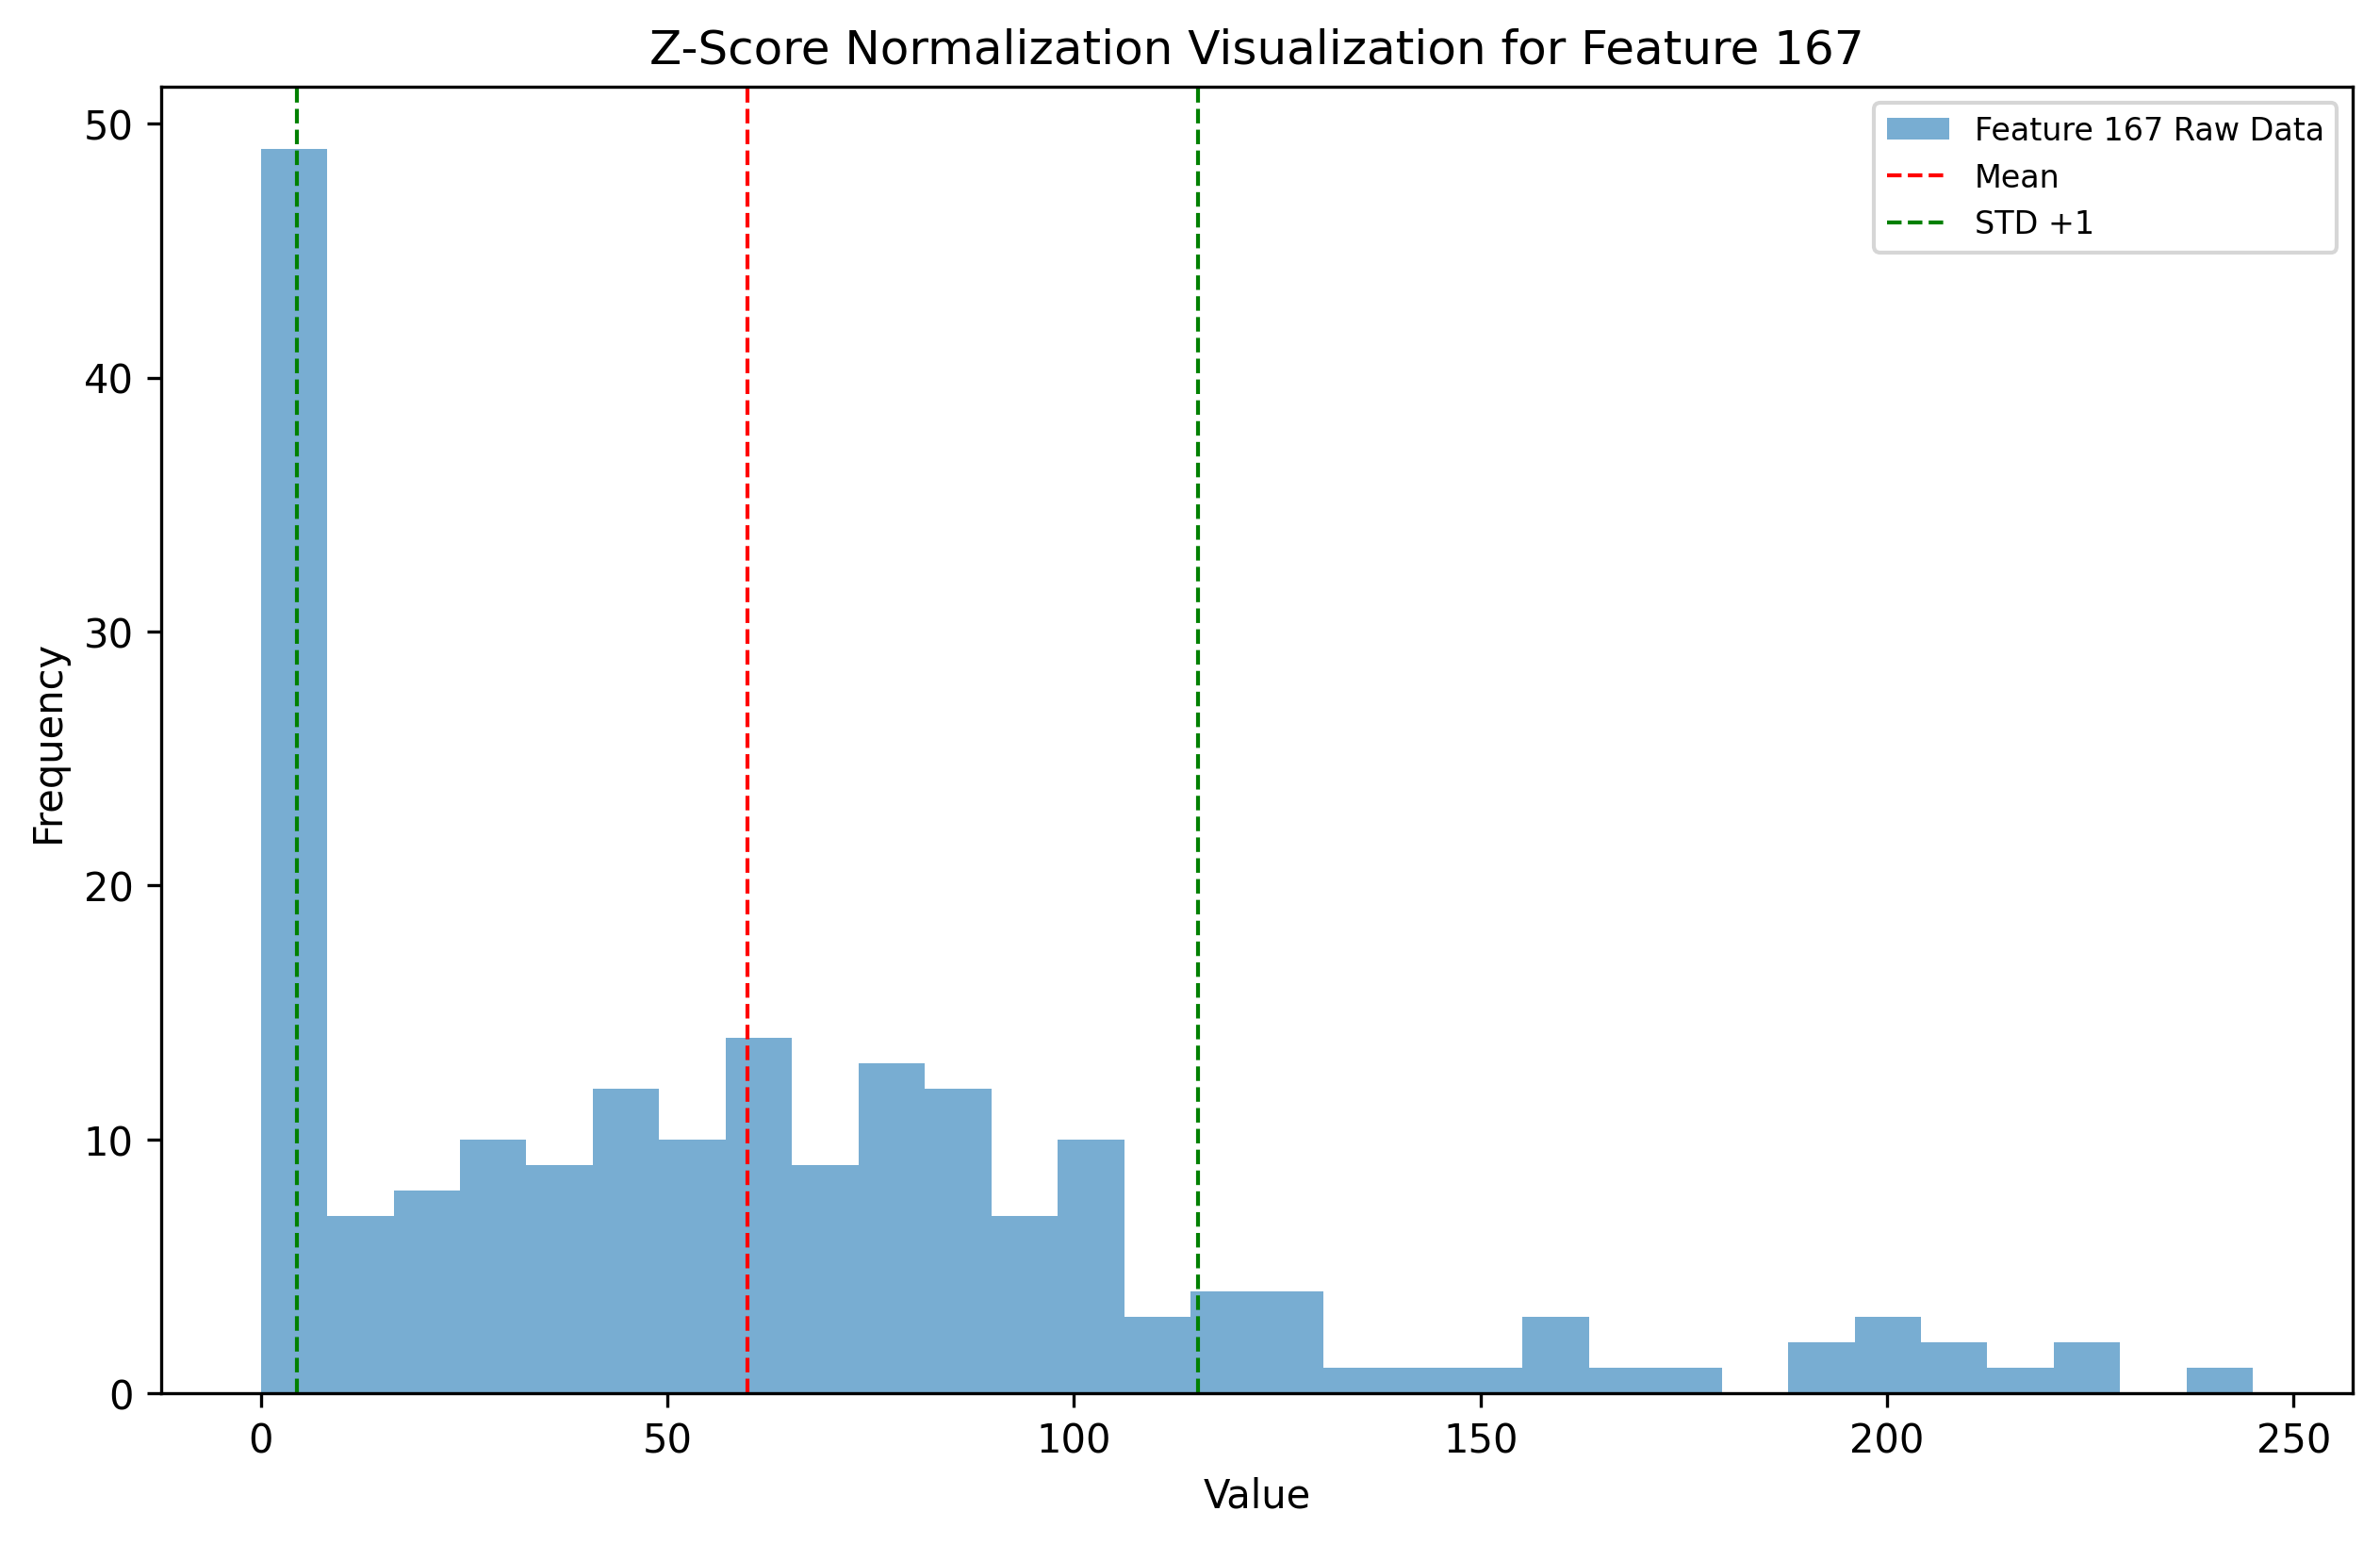 Z-Score Normalization Visualization for Feature 167
Feature 167 Raw Data
Mean
STD +1
50
40
30
20
10
0
Frequency
0 50 100 150 200 250
Value